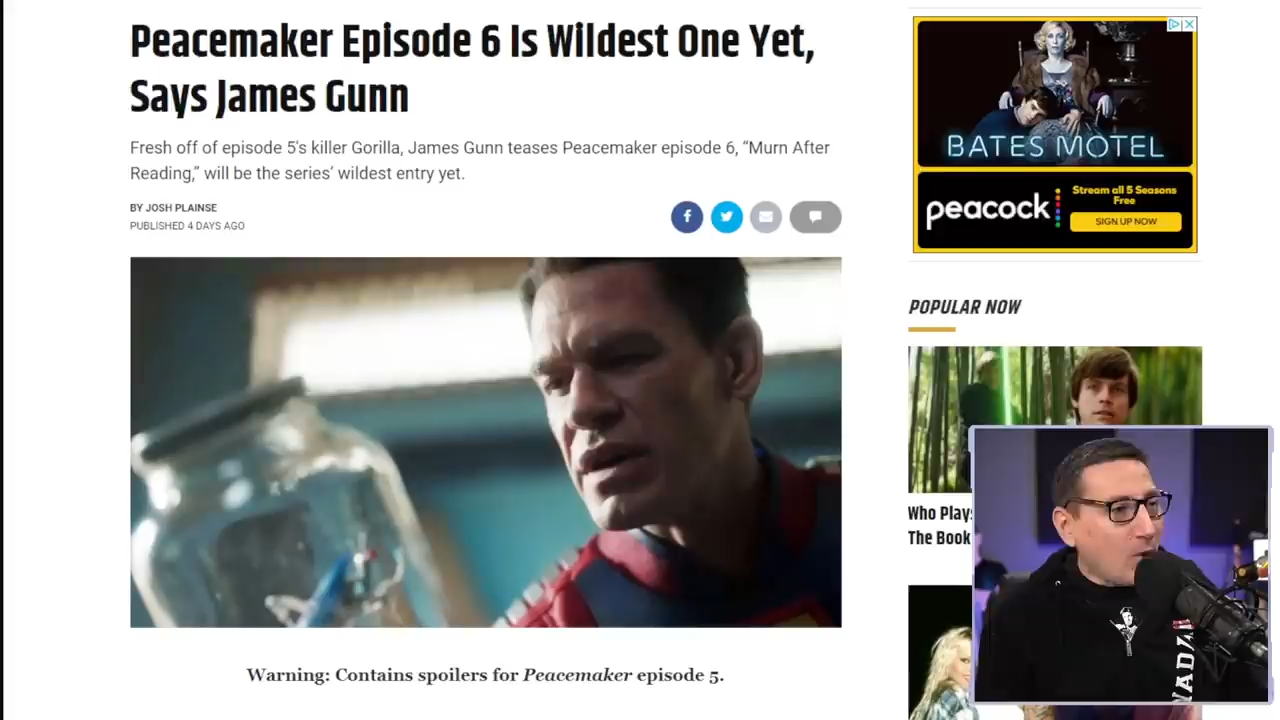 Peacemaker Episode 6 Is Wildest One Yet,
Says James Gunn
Fresh off of episode 5's killer Gorilla, James Gunn teases Peacemaker episode 6, “Murn After
Reading,” will be the series’ wildest entry yet.
BY JOSH PLAINSE
PUBLISHED 4 DAYS AGO
Warning: Contains spoilers for Peacemaker episode 5.
BATES MOTEL
peacock
Stream all 5 Seasons
Free
SIGN UP NOW
POPULAR NOW
Who Plays
The Book